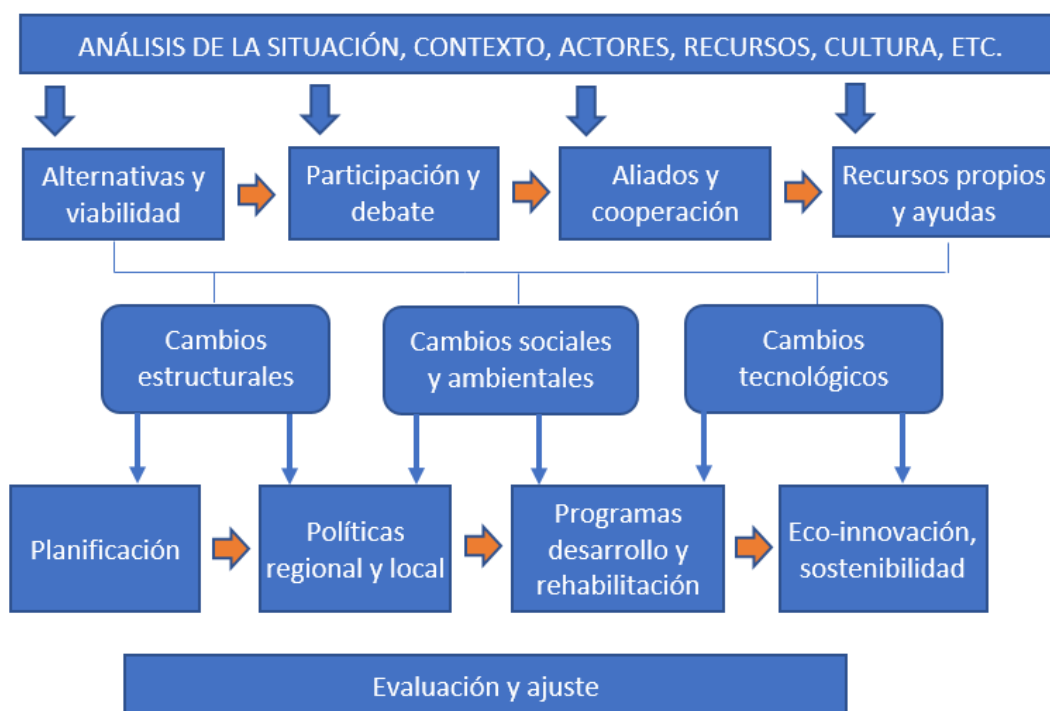 ANÁLISIS DE LA SITUACIÓN, CONTEXTO, ACTORES, RECURSOS, CULTURA, ETC.
Alternativas y
viabilidad
Participación y
debate
Aliados y
cooperación
Recursos propios
y ayudas
Cambios
estructurales
Cambios sociales
y ambientales
Cambios
tecnológicos
Planificación
Políticas
regional y local
Programas
desarrollo y
rehabilitación
Eco-innovación,
sostenibilidad
Evaluación y ajuste